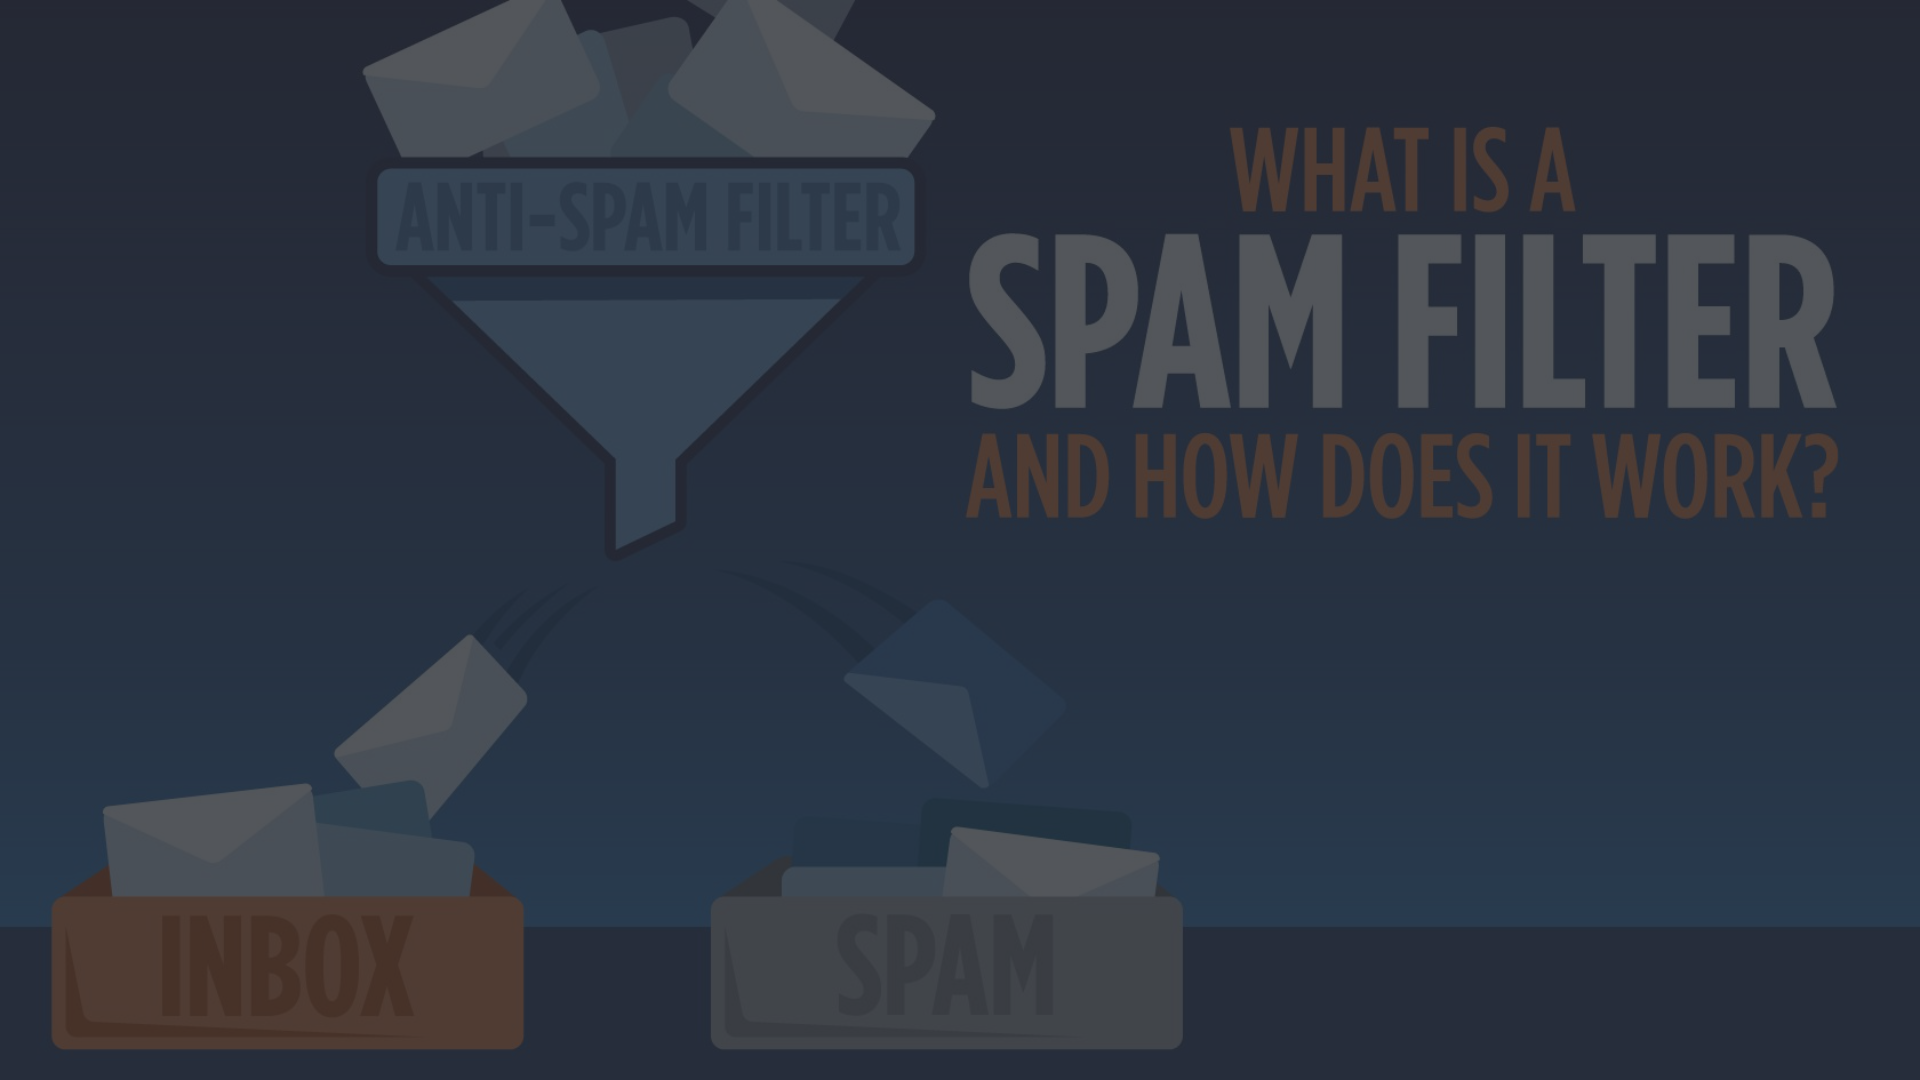 ANTI-SPAM FILTER
WHAT IS A
SPAM FILTER
AND HOW DOES IT WORK?
INBOX
SPAM